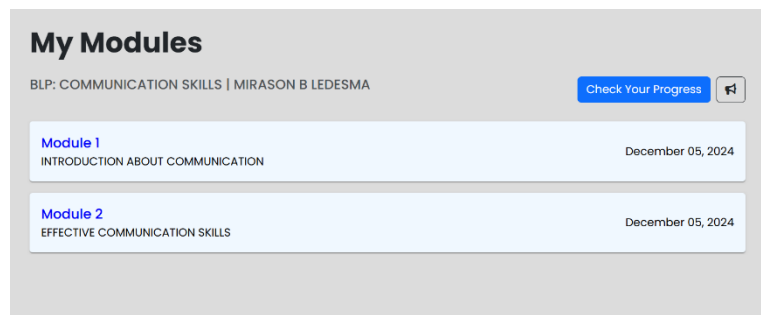 My Modules
BLP: COMMUNICATION SKILLS | MIRASON B LEDESMA
Check Your Progress
Module 1
INTRODUCTION ABOUT COMMUNICATION
December 05, 2024
Module 2
EFFECTIVE COMMUNICATION SKILLS
December 05, 2024